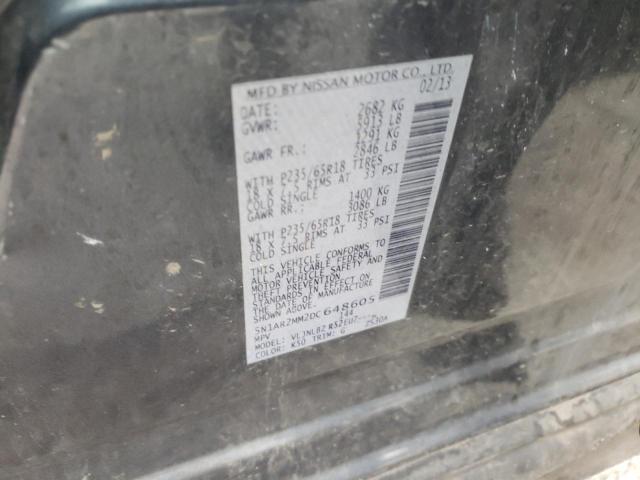 MFD BY NISSAN MOTOR CO., LTD.
DATE: 02/13
GVWR: 2682 KG
5913 LB
GAWR FR.: 1291 KG
2846 LB
WITH P235/65R18 TIRES
18 X 7.5 RIMS AT 33 PSI
COLD SINGLE
GAWR RR.: 1400 KG
3086 LB
WITH P235/65R18 TIRES
18 X 7.5 RIMS AT 33 PSI
COLD SINGLE
THIS VEHICLE CONFORMS TO
ALL APPLICABLE FEDERAL
MOTOR VEHICLE SAFETY AND
THEFT PREVENTION
STANDARDS IN EFFECT ON
THE DATE OF MANUFACTURE
5N1AR2MM2DC648605
MPV 144
MODEL:
COLOR: K50 TRIM: G 2530A